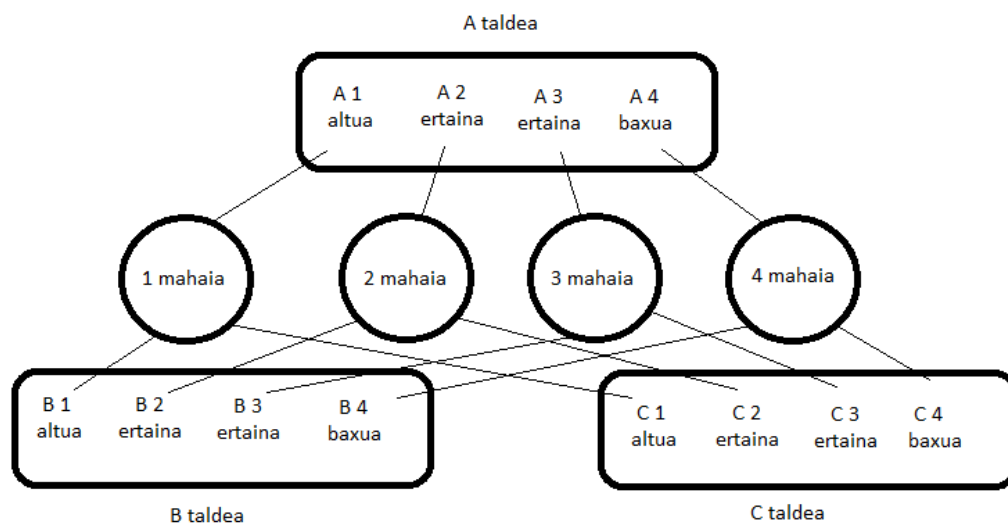 A taldea
A 1 A 2 A 3 A 4
altua ertaina ertaina baxua
1 mahaia 2 mahaia 3 mahaia 4 mahaia
B 1 B 2 B 3 B 4
altua ertaina ertaina baxua
C 1 C 2 C 3 C 4
altua ertaina ertaina baxua
B taldea
C taldea